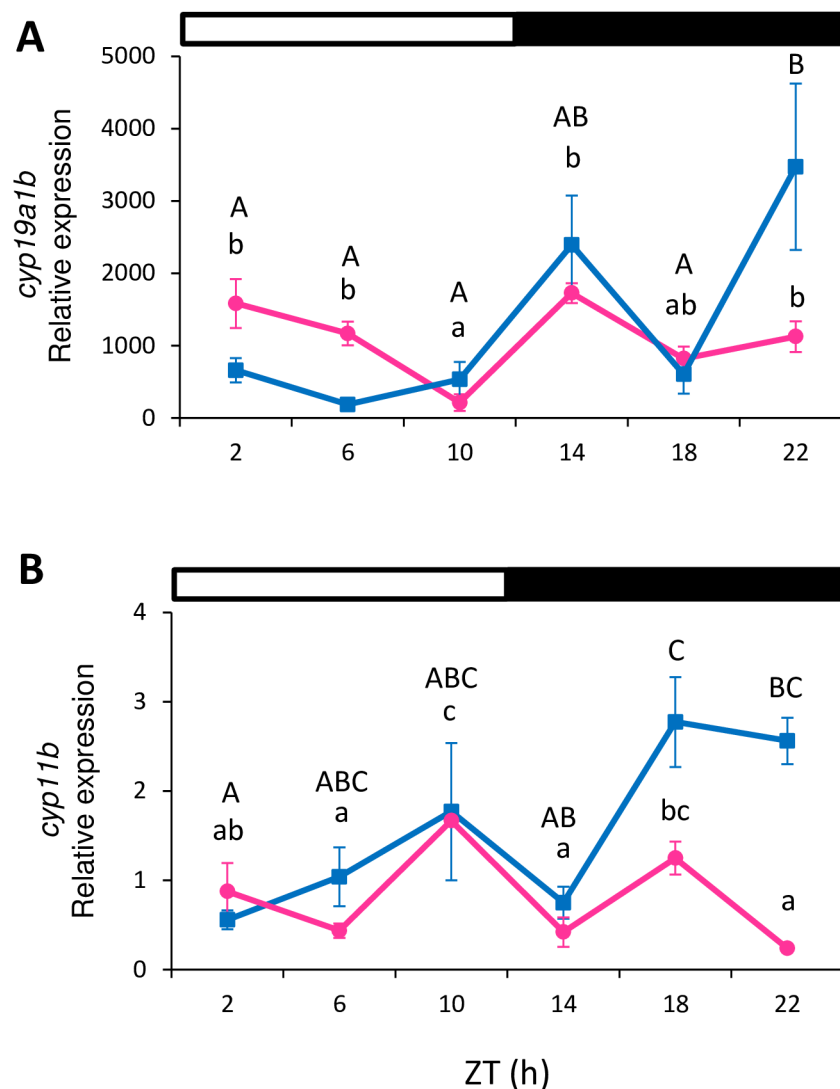 A
cyp19a1b
Relative expression
5000
4000
3000
2000
1000
0
A
b
A
b
A
a
AB
b
A
ab
B
b
2 6 10 14 18 22
B
cyp11b
Relative expression
4
3
2
1
0
A
ab
ABC
a
ABC
c
AB
a
C
bc
BC
a
2 6 10 14 18 22
ZT (h)